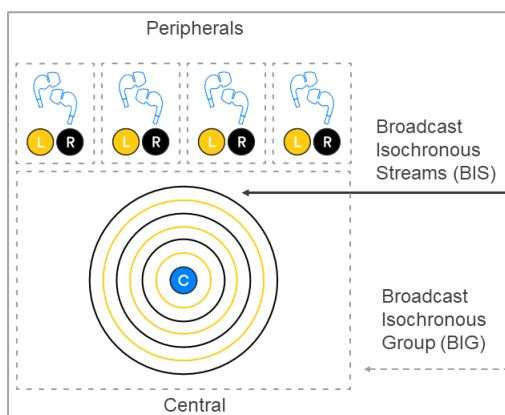 Peripherals
L R L R L R L R
Broadcast
Isochronous
Streams (BIS)
C
Broadcast
Isochronous
Group (BIG)
Central